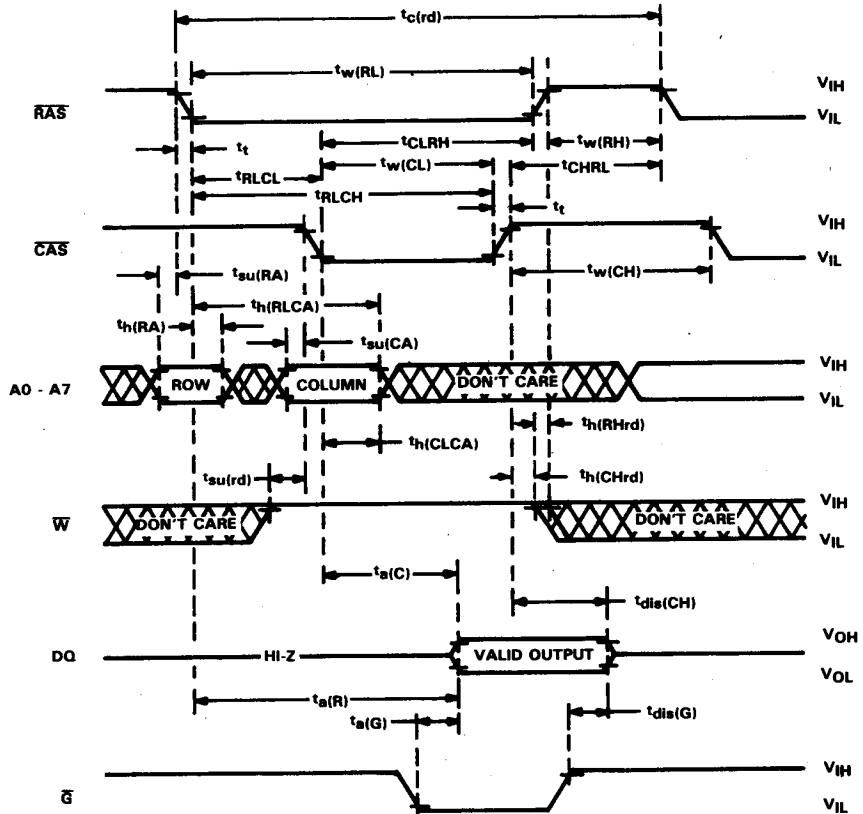 tc(rd)
tw(RL)
VIH
RAS
VIL
tCLRH
tw(RH)
tt
tw(CL)
tCHRL
tRLCL
tRLCH
tt
VIH
CAS
VIL
tsu(RA)
tw(CH)
th(RLCA)
th(RA)
tsu(CA)
VIH
A0 - A7
ROW
COLUMN
DON'T CARE
VIL
th(RHrd)
th(CLCA)
tsu(rd)
th(CHrd)
VIH
W
DON'T CARE
DON'T CARE
VIL
ta(C)
tdis(CH)
VOH
DQ
HI-Z
VALID OUTPUT
VOL
ta(R)
ta(G)
tdis(G)
VIH
G
VIL